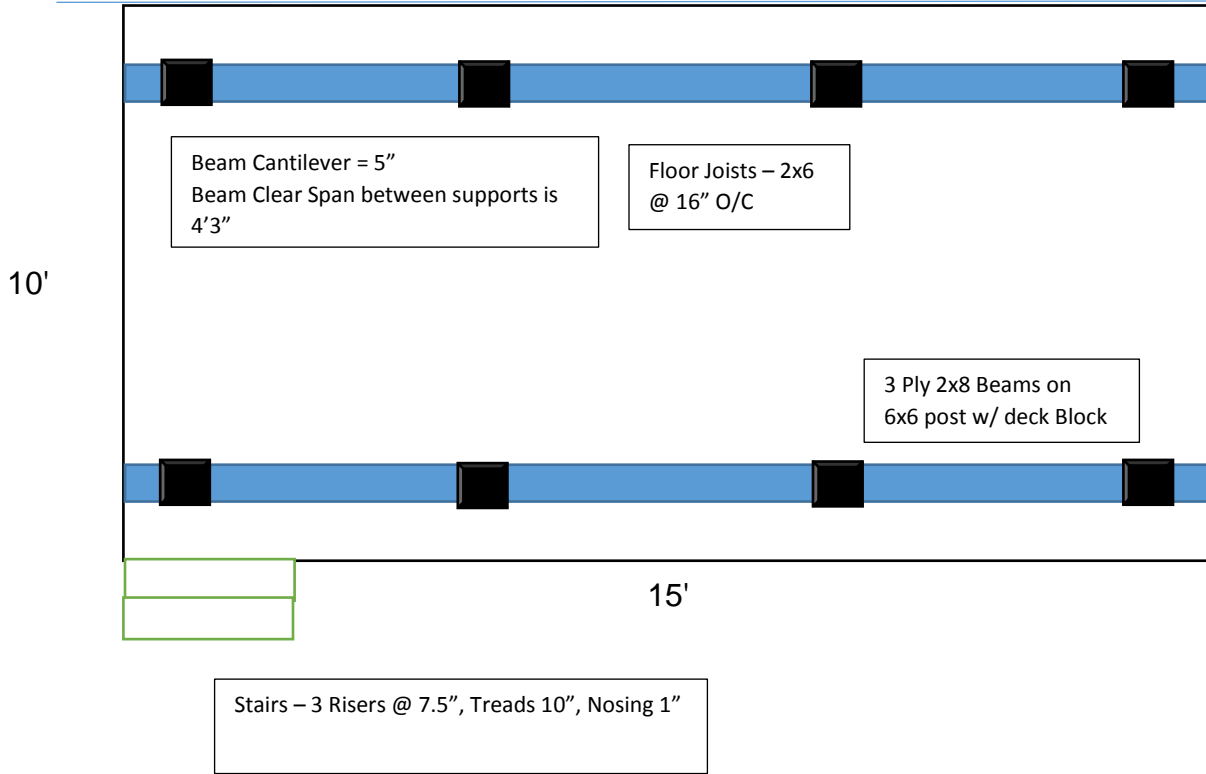 Beam Cantilever = 5”
Beam Clear Span between supports is
4’3”
Floor Joists – 2x6
@ 16” O/C
10'
3 Ply 2x8 Beams on
6x6 post w/ deck Block
15'
Stairs – 3 Risers @ 7.5”, Treads 10”, Nosing 1”